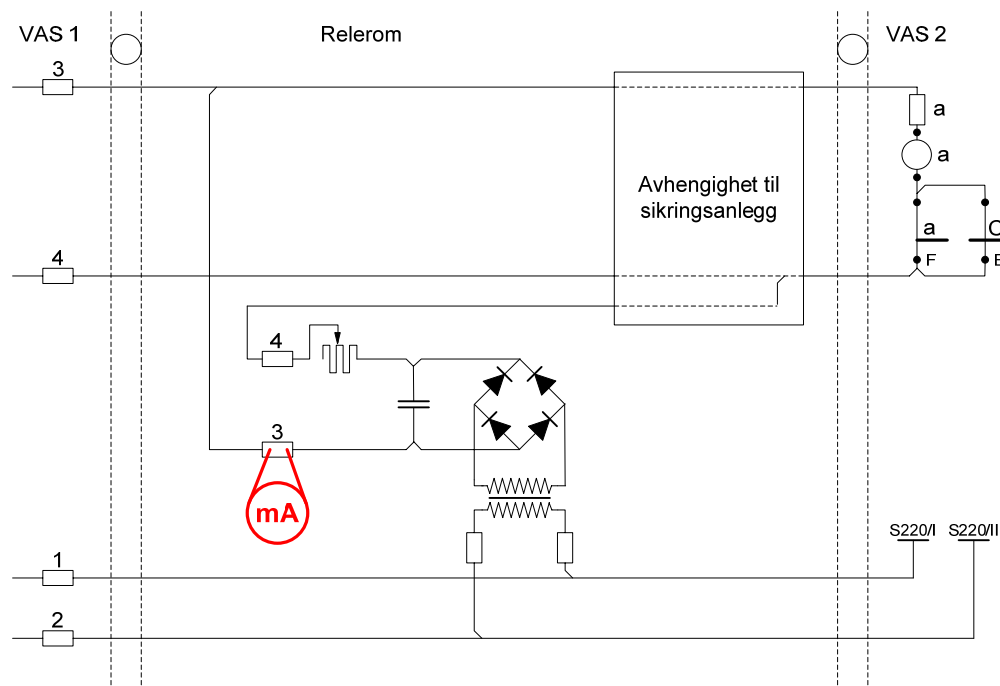 VAS 1
Relerom
VAS 2
3
a
a
Avhengighet til
sikringsanlegg
a
F
4
4
3
mA
S220/I
S220/II
1
2